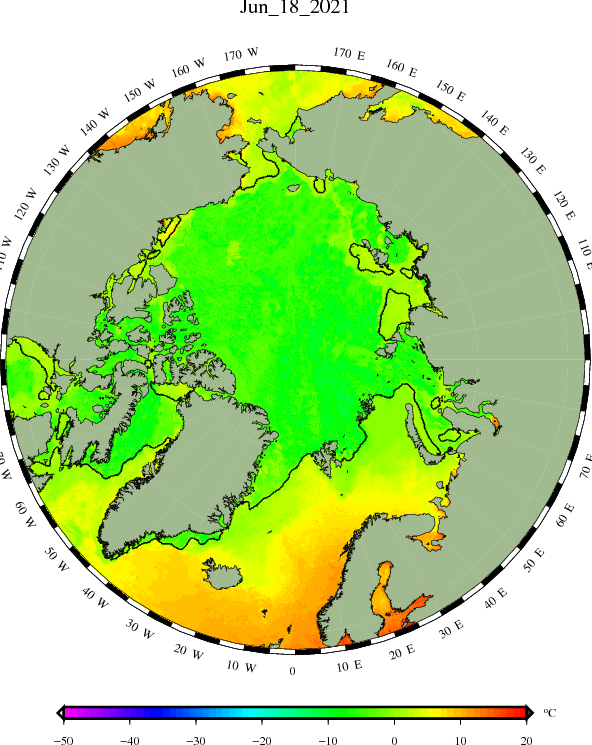 Jun_18_2021
170 W
170 E
160 W
160 E
150 W
150 E
140 W
140 E
130 W
130 E
120 W
120 E
110 E
70 E
60 W
60 E
50 W
50 E
40 W
40 E
30 W
30 E
20 W
20 E
10 W
10 E
0
°C
−50 −40 −30 −20 −10 0 10 20